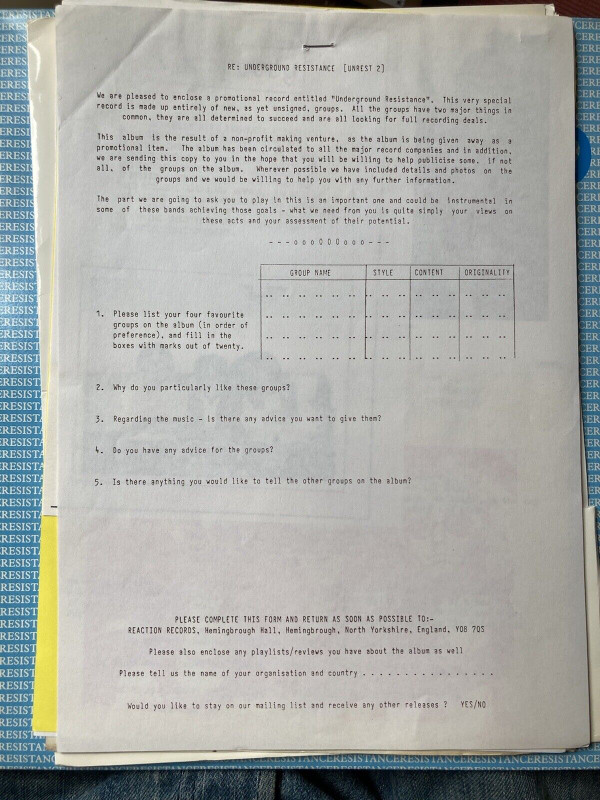 RE: UNDERGROUND RESISTANCE [UNREST 2]
We are pleased to enclose a promotional record entitled "Underground Resistance". This very special
record is made up entirely of new, as yet unsigned, groups. All the groups have two major things in
common, they are all determined to succeed and are all looking for full recording deals.
This album is the result of a non-profit making venture, as the album is being given away as a
promotional item. The album has been circulated to all the major record companies and in addition,
we are sending this copy to you in the hope that you will be willing to help publicise some, if not
all, of the groups on the album. Wherever possible we have included details and photos on the
groups and we would be willing to help you with any further information.
The part we are going to ask you to play in this is an important one and could be instrumental in
some of these bands achieving those goals - what we need from you is quite simply your views on
these acts and your assessment of their potential.
- - - o o o O O O o o o - - -
GROUP NAME STYLE CONTENT ORIGINALITY
1. Please list your four favourite
groups on the album (in order of
preference), and fill in the
boxes with marks out of twenty.
2. Why do you particularly like these groups?
3. Regarding the music - is there any advice you want to give them?
4. Do you have any advice for the groups?
5. Is there anything you would like to tell the other groups on the album?
PLEASE COMPLETE THIS FORM AND RETURN AS SOON AS POSSIBLE TO:-
REACTION RECORDS, Hemingbrough Hall, Hemingbrough, North Yorkshire, England, YO8 7QS
Please also enclose any playlists/reviews you have about the album as well
Please tell us the name of your organisation and country . . . . . . . . . . . . . . . .
Would you like to stay on our mailing list and receive any other releases ? YES/NO